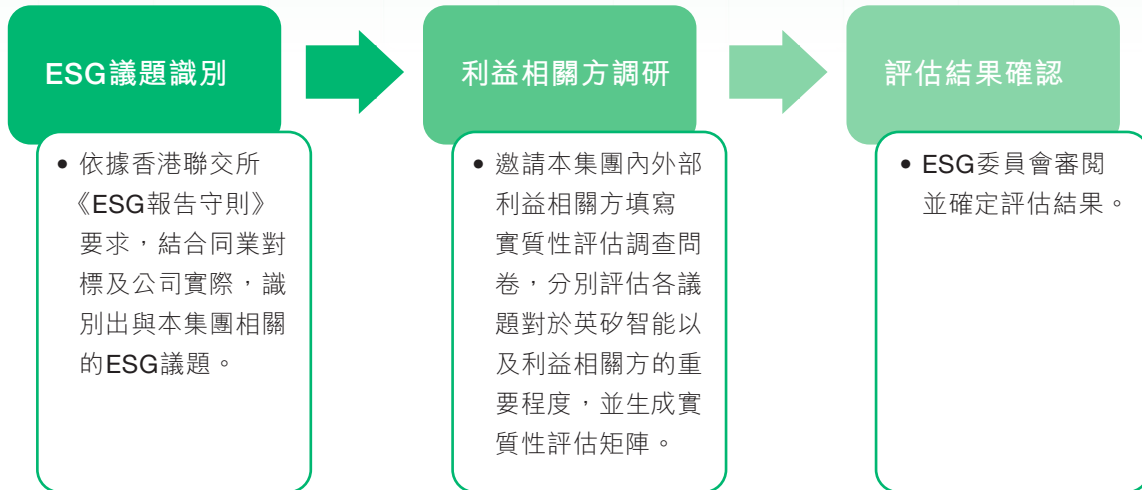 ESG議題識別
• 依據香港聯交所
《ESG報告守則》
要求，結合同業對
標及公司實際，識
別出與本集團相關
的ESG議題。
利益相關方調研
• 邀請本集團內外部
利益相關方填寫
實質性評估調查問
卷，分別評估各議
題對於英矽智能以
及利益相關方的重
要程度，並生成實
質性評估矩陣。
評估結果確認
• ESG委員會審閱
並確定評估結果。